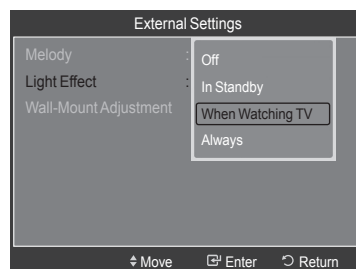 External Settings
Melody :
Light Effect :
Wall-Mount Adjustment
Off
In Standby
When Watching TV
Always
Move Enter Return